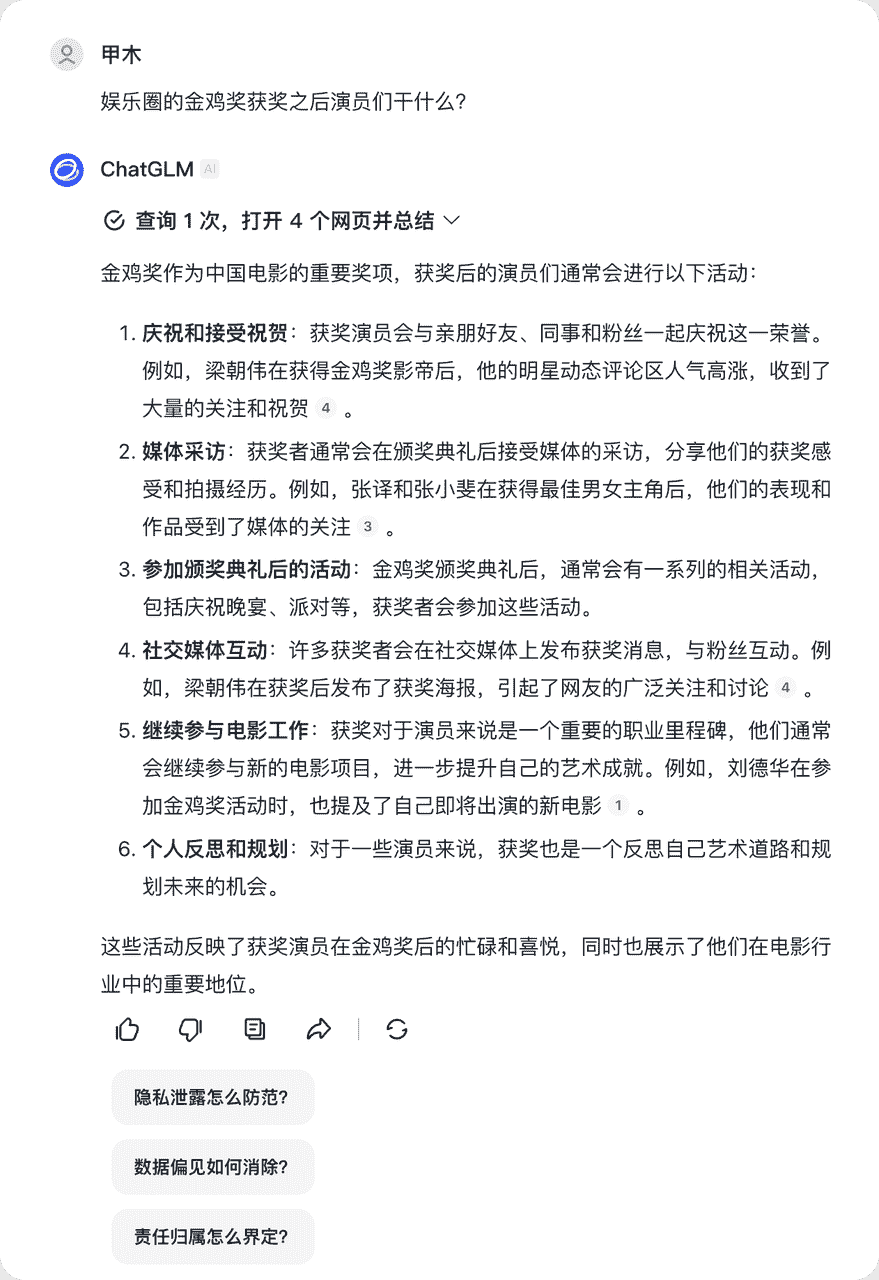 甲木
娱乐圈的金鸡奖获奖之后演员们干什么?
ChatGLM AI
查询 1 次，打开 4 个网页并总结
金鸡奖作为中国电影的重要奖项，获奖后的演员们通常会进行以下活动：
1. 庆祝和接受祝贺：获奖演员会与亲朋好友、同事和粉丝一起庆祝这一荣誉。
例如，梁朝伟在获得金鸡奖影帝后，他的明星动态评论区人气高涨，收到了
大量的关注和祝贺 4 。
2. 媒体采访：获奖者通常会在颁奖典礼后接受媒体的采访，分享他们的获奖感
受和拍摄经历。例如，张译和张小斐在获得最佳男女主角后，他们的表现和
作品受到了媒体的关注 3 。
3. 参加颁奖典礼后的活动：金鸡奖颁奖典礼后，通常会有一系列的相关活动，
包括庆祝晚宴、派对等，获奖者会参加这些活动。
4. 社交媒体互动：许多获奖者会在社交媒体上发布获奖消息，与粉丝互动。例
如，梁朝伟在获奖后发布了获奖海报，引起了网友的广泛关注和讨论 4 。
5. 继续参与电影工作：获奖对于演员来说是一个重要的职业里程碑，他们通常
会继续参与新的电影项目，进一步提升自己的艺术成就。例如，刘德华在参
加金鸡奖活动时，也提及了自己即将出演的新电影 1 。
6. 个人反思和规划：对于一些演员来说，获奖也是一个反思自己艺术道路和规
划未来的机会。
这些活动反映了获奖演员在金鸡奖后的忙碌和喜悦，同时也展示了他们在电影行
业中的重要地位。
隐私泄露怎么防范?
数据偏见如何消除?
责任归属怎么界定?